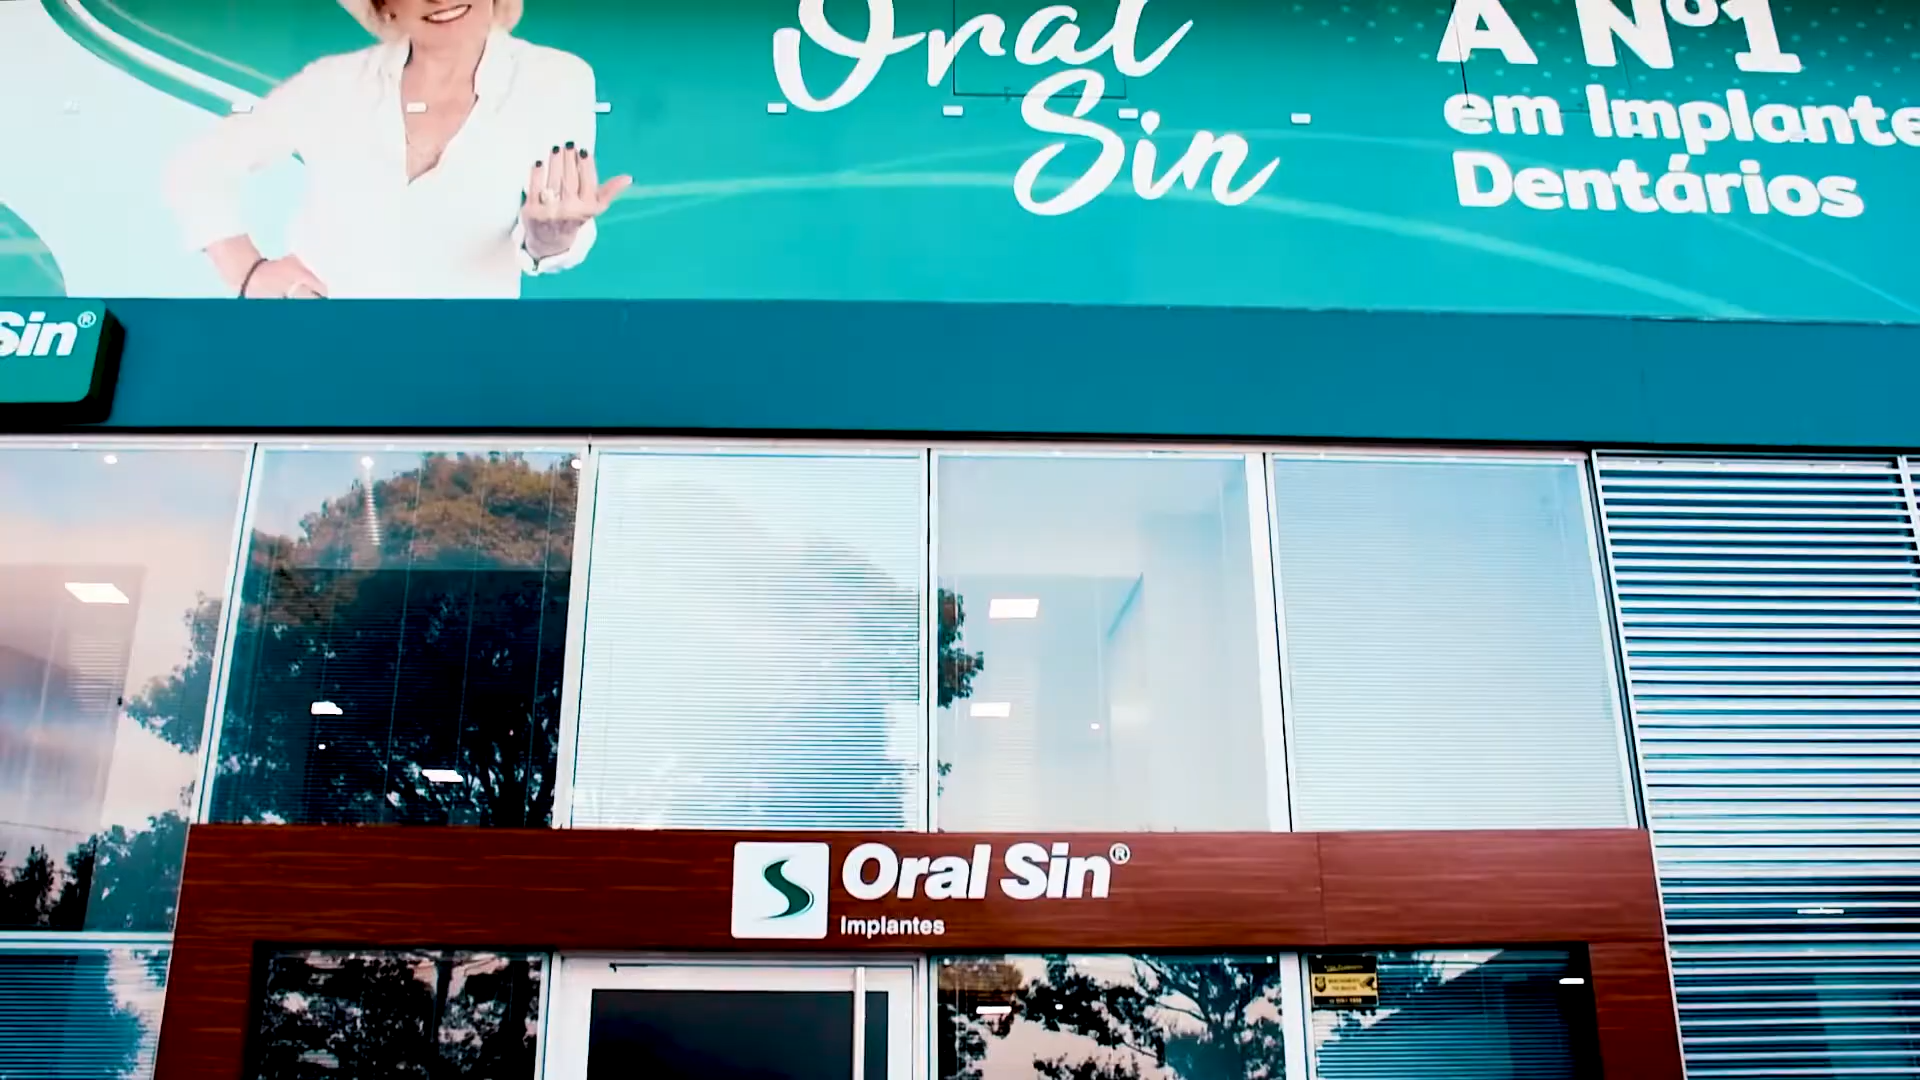 Oral
Sin
A Nº1
em Implante
Dentários
Sin®
Oral Sin®
Implantes